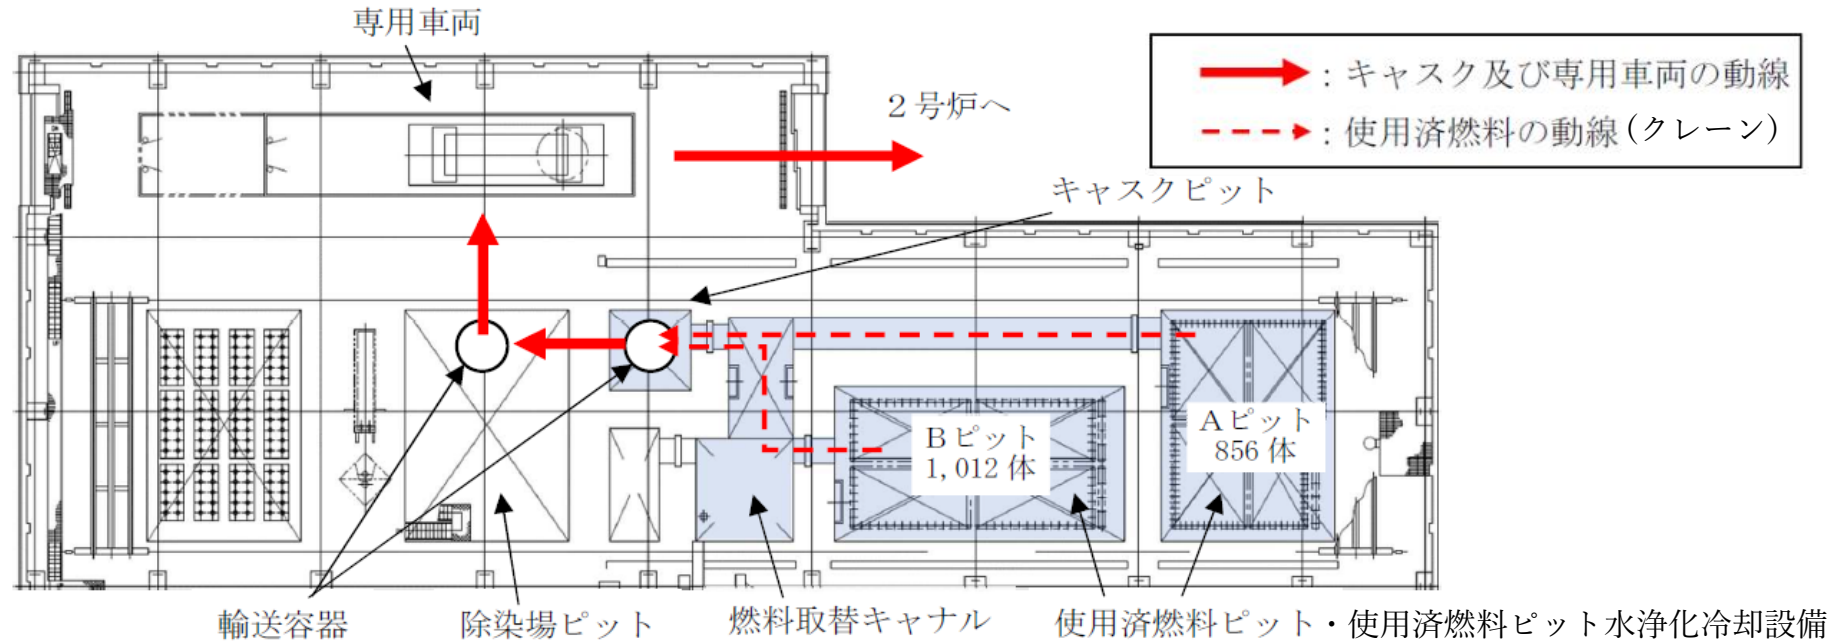 専用車両
：キャスク及び専用車両の動線
２号炉へ
：使用済燃料の動線(クレーン)
キャスクピット
Ａピット
856 体
Ｂピット
1,012 体
輸送容器
除染場ピット
燃料取替キャナル
使用済燃料ピット・使用済燃料ピット水浄化冷却設備